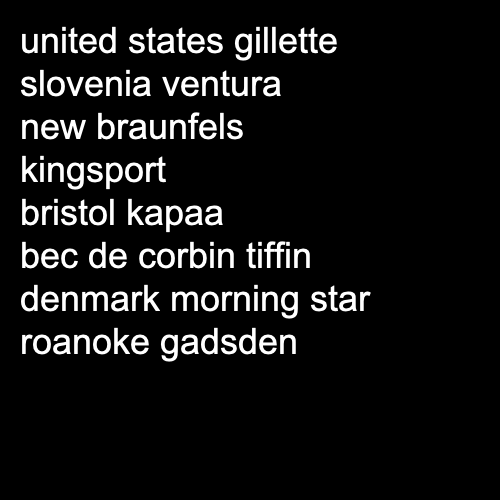 united states gillette
slovenia ventura
new braunfels
kingsport
bristol kapaa
bec de corbin tiffin
denmark morning star
roanoke gadsden